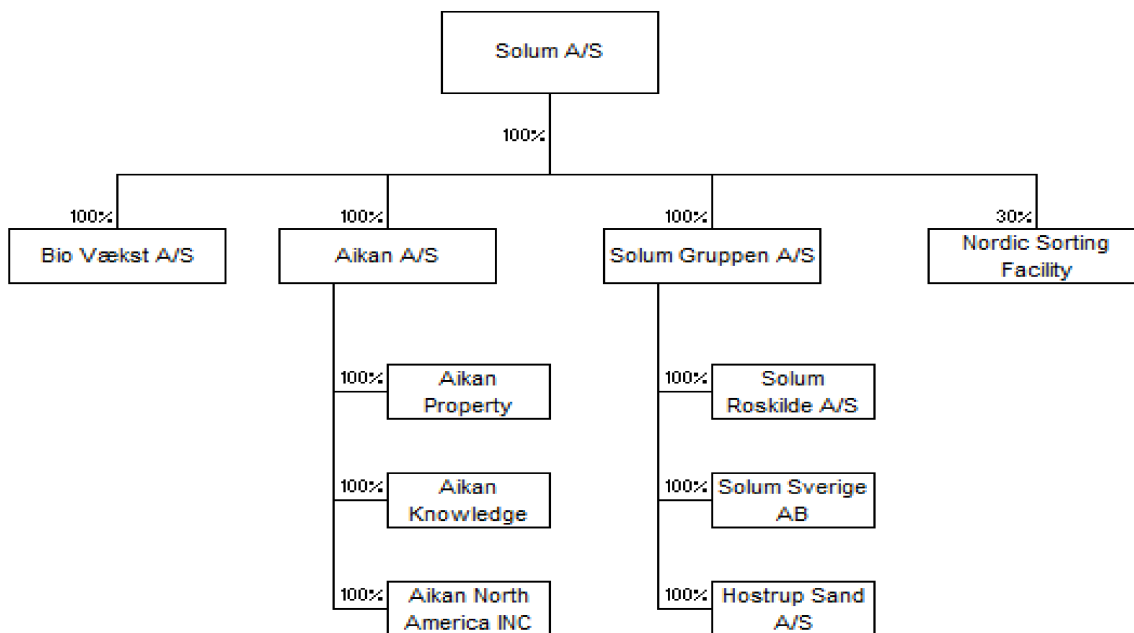 Solum A/S
100%
100%
100%
100%
30%
Bio Vækst A/S
Aikan A/S
Solum Gruppen A/S
Nordic Sorting
Facility
100%
Aikan
Property
100%
Solum
Roskilde A/S
100%
Aikan
Knowledge
100%
Solum Sverige
AB
100%
Aikan North
America INC
100%
Hostrup Sand
A/S